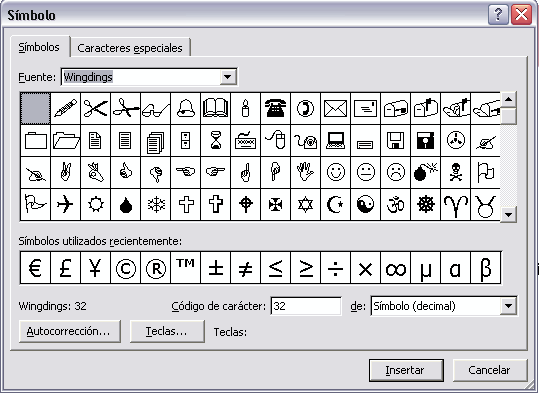 Símbolo
Símbolos Caracteres especiales
Fuente: Wingdings
Símbolos utilizados recientemente:
€ £ ¥ © ® ™ ± ≠ ≤ ≥ ÷ × ∞ µ α β
Wingdings: 32 Código de carácter: 32 de: Símbolo (decimal)
Autocorrección... Teclas... Teclas:
Insertar Cancelar